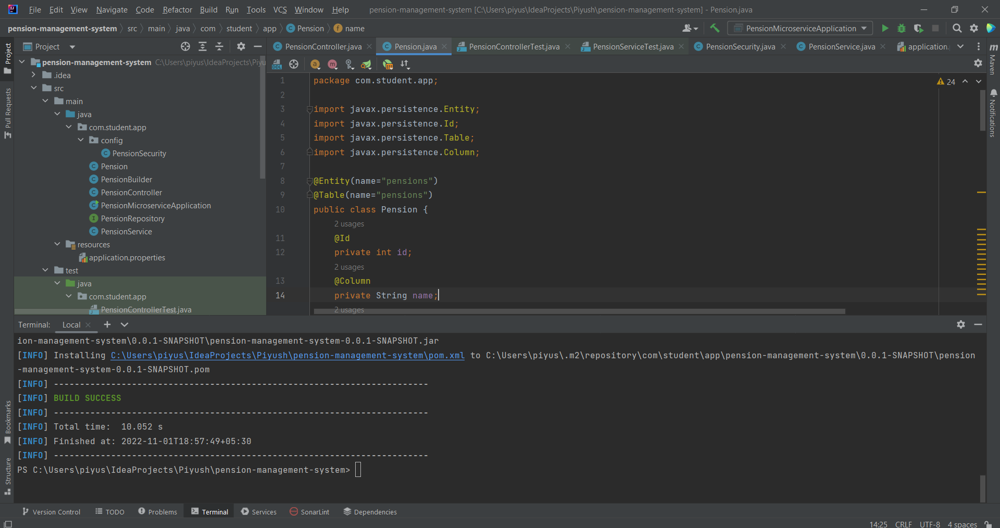 File Edit View Navigate Code Refactor Build Run Tools VCS Window Help pension-management-system [C:\Users\piyus\IdeaProjects\Piyush\pension-management-system] - Pension.java
pension-management-system src main java com student app Pension name PensionMicroserviceApplication
Project
PensionController.java Pension.java PensionControllerTest.java PensionServiceTest.java PensionSecurity.java PensionService.java application.
pension-management-system C:\Users\piyus\IdeaProjects\Piyu
.idea
src
main
java
com.student.app
config
PensionSecurity
Pension
PensionBuilder
PensionController
PensionMicroserviceApplication
PensionRepository
PensionService
resources
application.properties
test
java
com.student.app
PensionControllerTest.java
24
1 package com.student.app;
2
3 import javax.persistence.Entity;
4 import javax.persistence.Id;
5 import javax.persistence.Table;
6 import javax.persistence.Column;
7
8 @Entity(name="pensions")
9 @Table(name="pensions")
10 public class Pension {
2 usages
11 @Id
12 private int id;
2 usages
13 @Column
14 private String name;
2 usages
Project
Pull Requests
Bookmarks
Structure
Maven
Notifications
Terminal: Local
ion-management-system\0.0.1-SNAPSHOT\pension-management-system-0.0.1-SNAPSHOT.jar
[INFO] Installing C:\Users\piyus\IdeaProjects\Piyush\pension-management-system\pom.xml to C:\Users\piyus\.m2\repository\com\student\app\pension-management-system\0.0.1-SNAPSHOT\pension
-management-system-0.0.1-SNAPSHOT.pom
[INFO] ------------------------------------------------------------------------
[INFO] BUILD SUCCESS
[INFO] ------------------------------------------------------------------------
[INFO] Total time:  10.052 s
[INFO] Finished at: 2022-11-01T18:57:49+05:30
[INFO] ------------------------------------------------------------------------
PS C:\Users\piyus\IdeaProjects\Piyush\pension-management-system>
Version Control TODO Problems Terminal Services SonarLint Dependencies
14:25 CRLF UTF-8 4 spaces